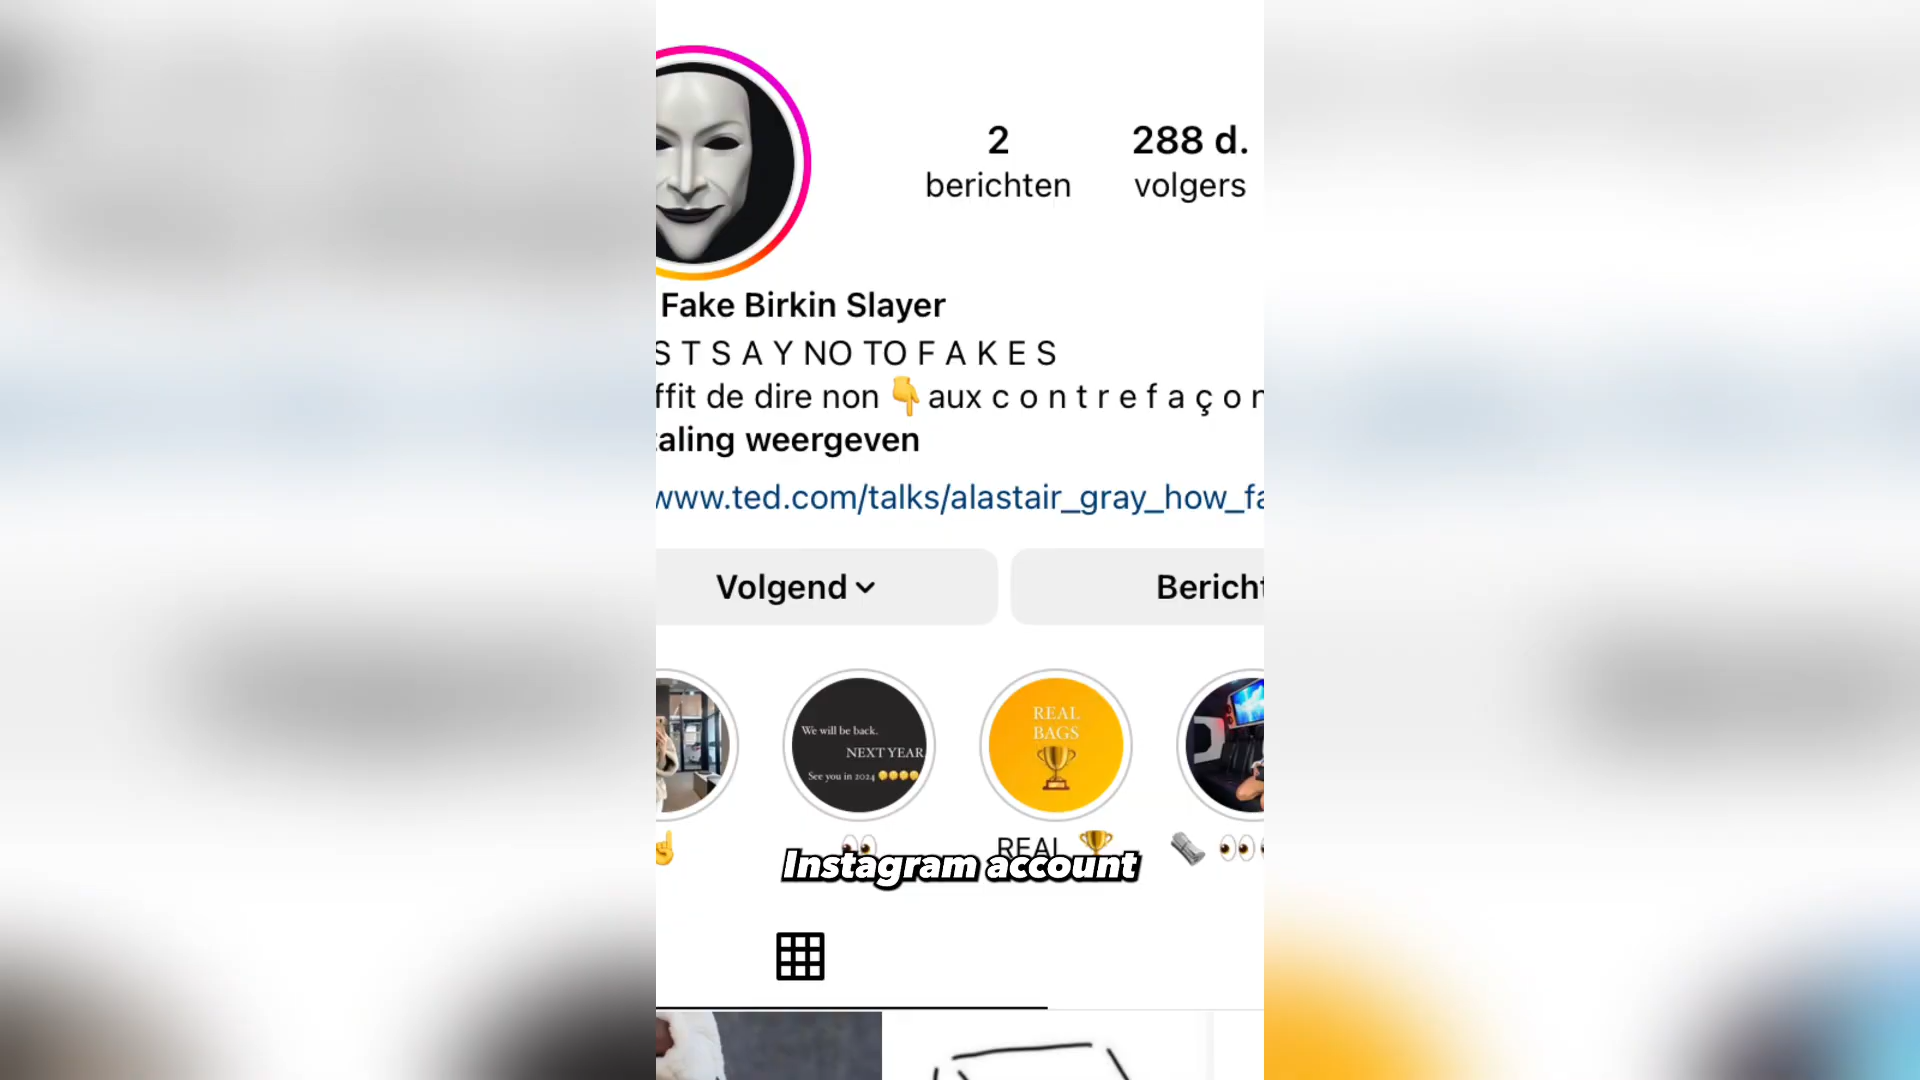 2
288 d.
berichten
volgers
Fake Birkin Slayer
S T S A Y NO TO F A K E S
ffit de dire non 👇 aux c o n t r e f a ç o n
taling weergeven
www.ted.com/talks/alastair_gray_how_fa
Volgend
Bericht
We will be back.
NEXT YEAR
See you in 2024
REAL
BAGS
REAL 🏆
Instagram account